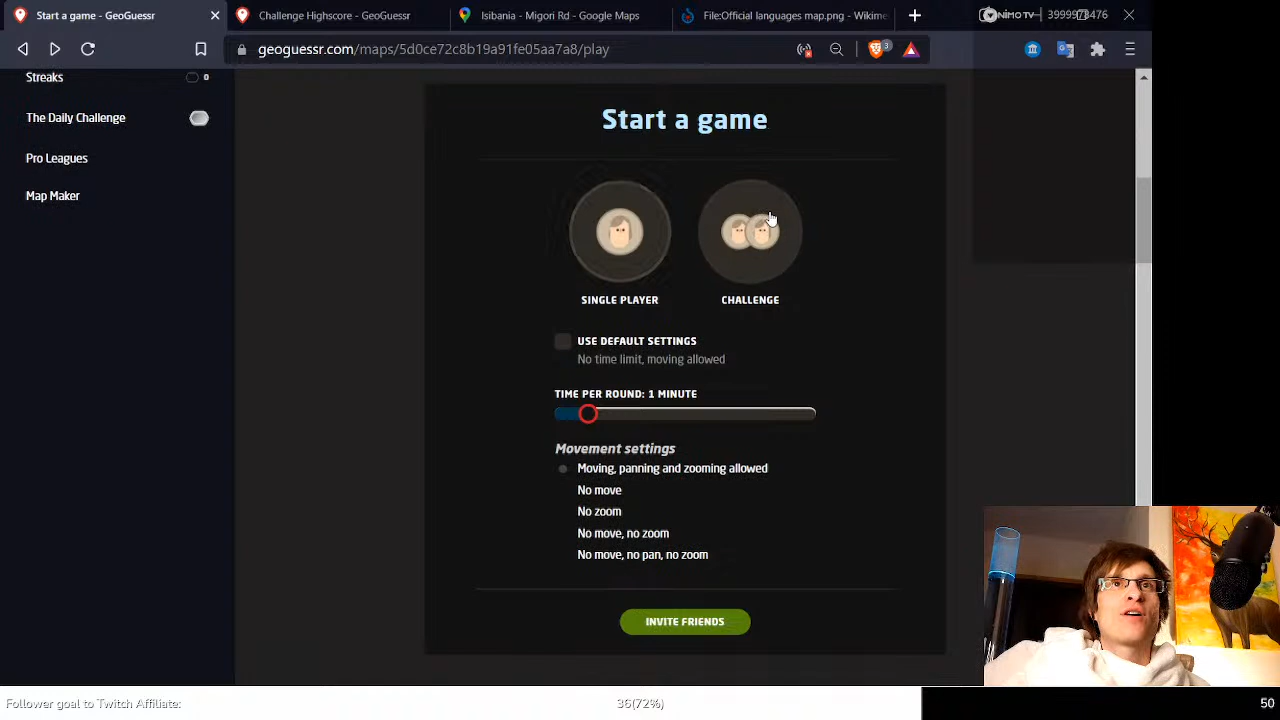 Start a game - GeoGuessr
Challenge Highscore - GeoGuessr
Isibania - Migori Rd - Google Maps
File:Official languages map.png - Wikime
nimo TV
3999978476
geoguessr.com/maps/5d0ce72c8b19a91fe05aa7a8/play
3
Streaks
0
The Daily Challenge
Pro Leagues
Map Maker
Start a game
SINGLE PLAYER
CHALLENGE
USE DEFAULT SETTINGS
No time limit, moving allowed
TIME PER ROUND: 1 MINUTE
Movement settings
Moving, panning and zooming allowed
No move
No zoom
No move, no zoom
No move, no pan, no zoom
INVITE FRIENDS
Follower goal to Twitch Affiliate:
36(72%)
50